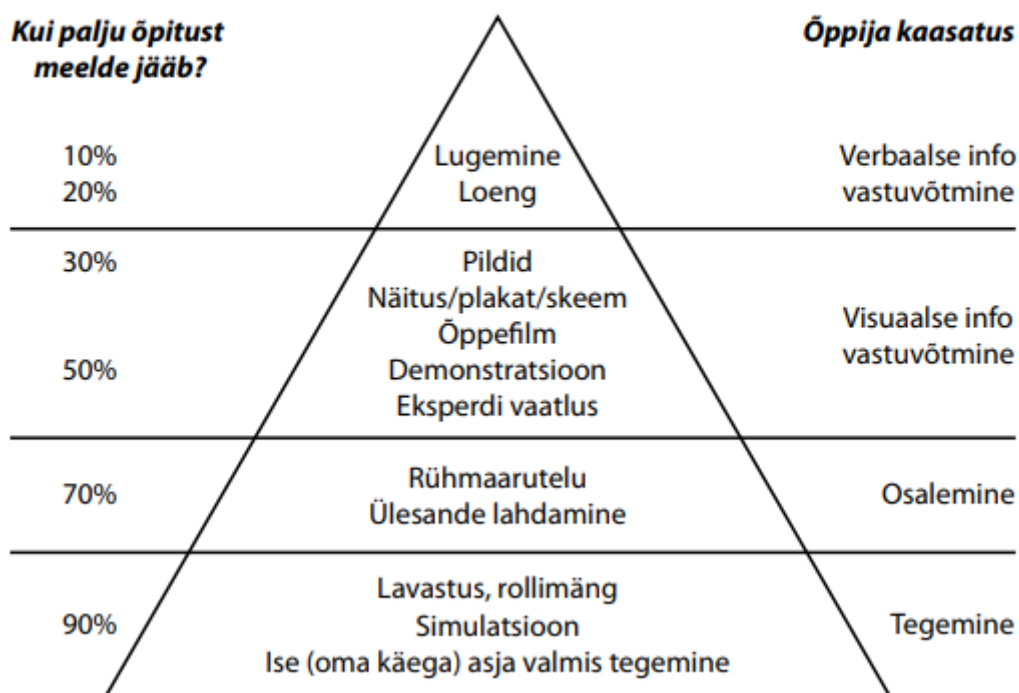 Kui palju õpitust
meelde jääb?
Õppija kaasatus
10%
Lugemine
Verbaalse info
20%
Loeng
vastuvõtmine
30%
Pildid
Näitus/plakat/skeem
Visuaalse info
Õppefilm
vastuvõtmine
50%
Demonstratsioon
Eksperdi vaatlus
Rühmaarutelu
70%
Osalemine
Ülesande lahdamine
Lavastus, rollimäng
90%
Simulatsioon
Tegemine
Ise (oma käega) asja valmis tegemine